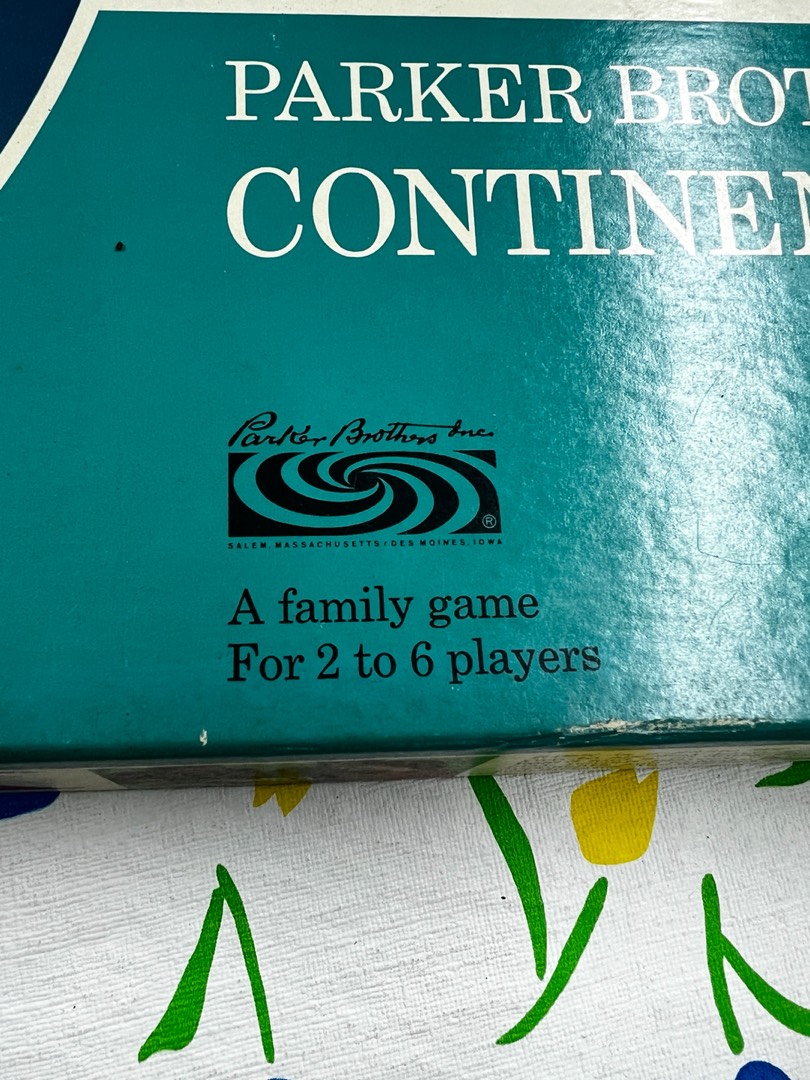 PARKER BROT
CONTINEN
Parker Brothers Inc.
®
SALEM, MASSACHUSETTS / DES MOINES, IOWA
A family game
For 2 to 6 players